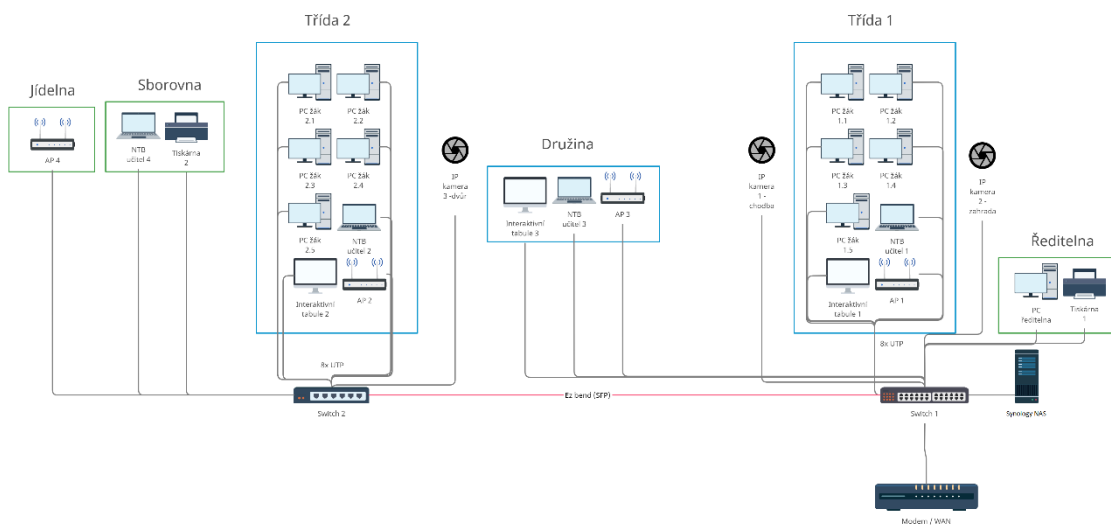 Třída 2
Třída 1
Jídelna
Sborovna
Družina
Ředitelna
AP 4
NTB
učitel 4
Tiskárna
2
PC žák
2.1
PC žák
2.2
PC žák
2.3
PC žák
2.4
PC žák
2.5
NTB
učitel 2
Interaktivní
tabule 2
AP 2
8x UTP
IP
kamera
3 -dvůr
Interaktivní
tabule 3
NTB
učitel 3
AP 3
IP
kamera
1 -
chodba
PC žák
1.1
PC žák
1.2
PC žák
1.3
PC žák
1.4
PC žák
1.5
NTB
učitel 1
Interaktivní
tabule 1
AP 1
8x UTP
IP
kamera
2 -
zahrada
PC
ředitelna
Tiskárna
1
Switch 2
Ez bend (SFP)
Switch 1
Synology NAS
Modem / WAN